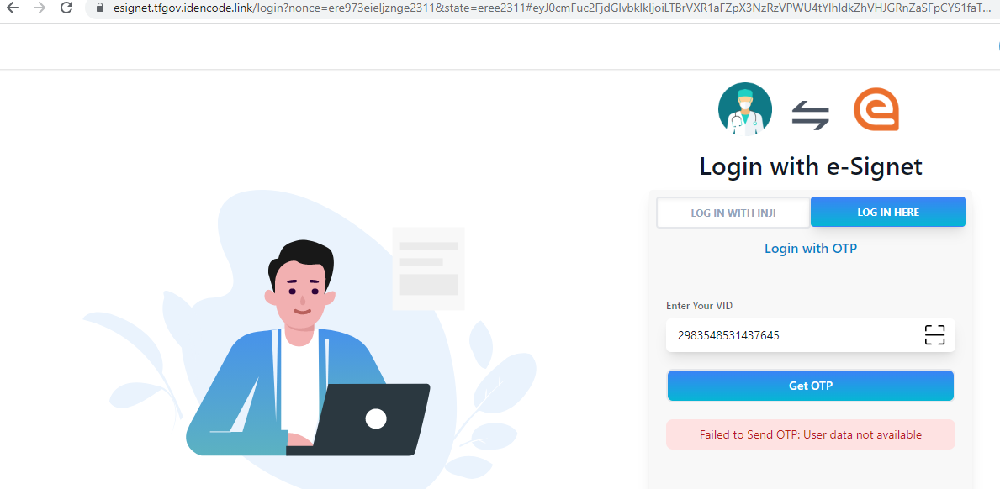 esignet.tfgov.idencode.link/login?nonce=ere973eieljznge2311&state=eree2311#eyJ0cmFuc2FjdGlvbklkIjoiLTBrVXR1aFZpX3NzRzVPWU4tYlhIdkZhVHJGRnZaSFpCYS1faT...
Login with e-Signet
LOG IN WITH INJI
LOG IN HERE
Login with OTP
Enter Your VID
2983548531437645
Get OTP
Failed to Send OTP: User data not available